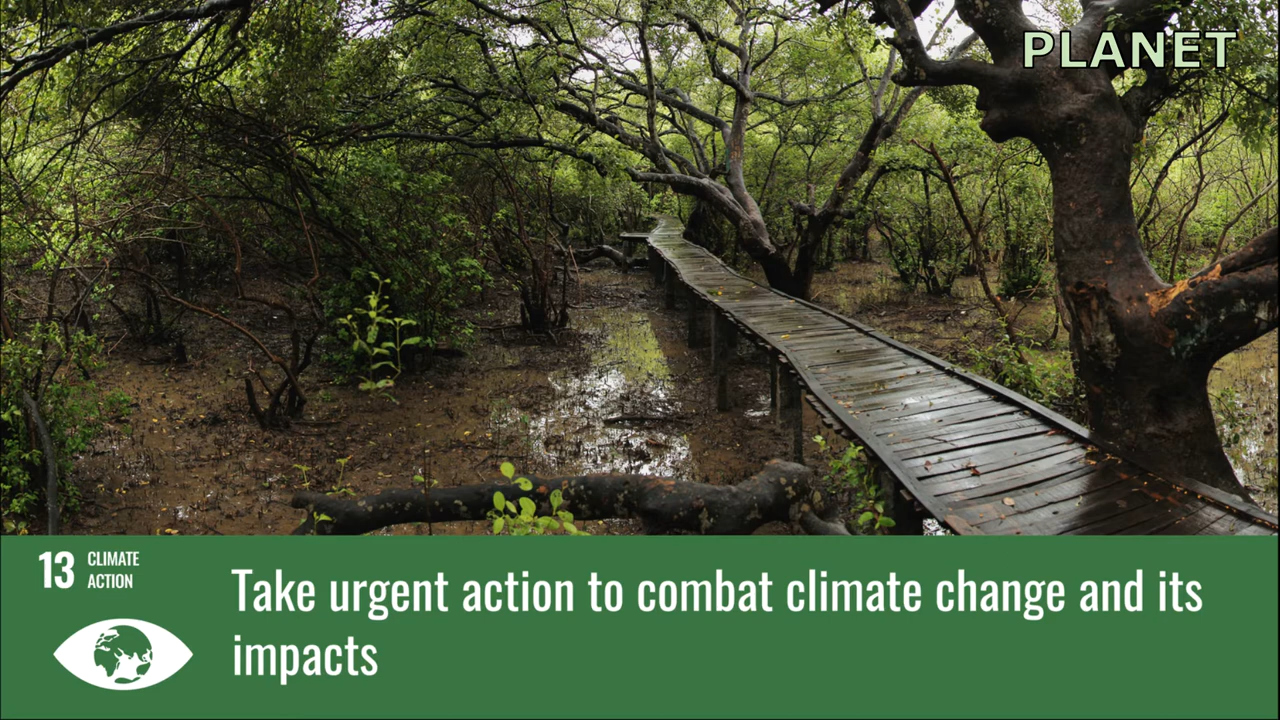 PLANET
13 CLIMATE
ACTION
Take urgent action to combat climate change and its
impacts